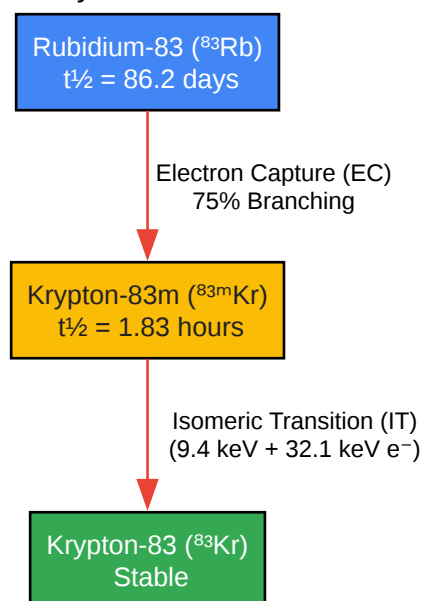 Rubidium-83 (⁸³Rb)
t½ = 86.2 days
Electron Capture (EC)
75% Branching
Krypton-83m (⁸³ᵐKr)
t½ = 1.83 hours
Isomeric Transition (IT)
(9.4 keV + 32.1 keV e⁻)
Krypton-83 (⁸³Kr)
Stable